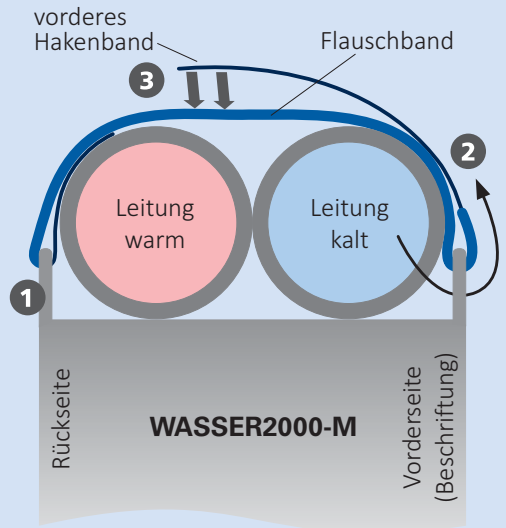 vorderes
Hakenband
Flauschband
3
2
Leitung
warm
Leitung
kalt
1
Rückseite
WASSER2000-M
Vorderseite
(Beschriftung)